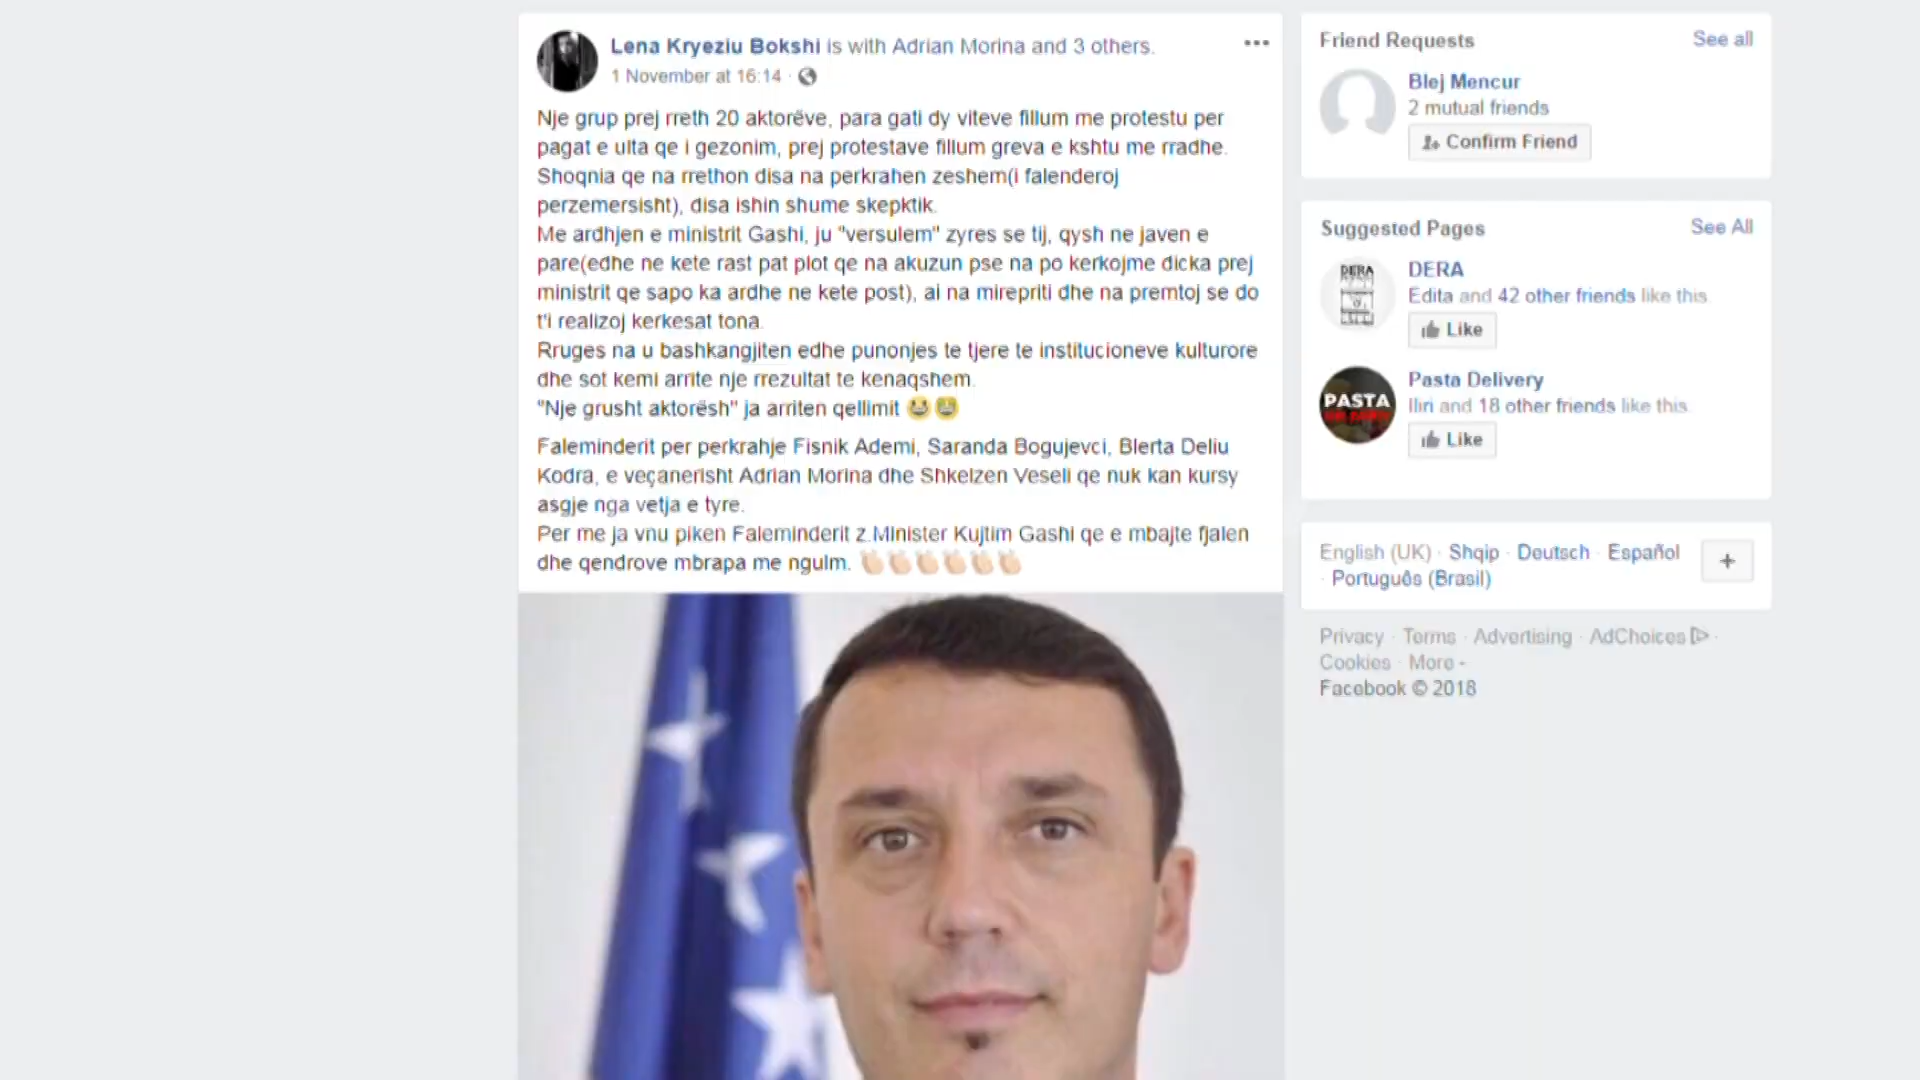 Lena Kryeziu Bokshi is with Adrian Morina and 3 others.
1 November at 16:14 ·
Nje grup prej rreth 20 aktorëve, para gati dy viteve fillum me protestu per
pagat e ulta qe i gezonim, prej protestave fillum greva e kshtu me rradhe.
Shoqnia qe na rrethon disa na perkrahen zeshem(i falenderoj
perzemersisht), disa ishin shume skepktik.
Me ardhjen e ministrit Gashi, ju "versulem" zyres se tij, qysh ne javen e
pare(edhe ne kete rast pat plot qe na akuzun pse na po kerkojme dicka prej
ministrit qe sapo ka ardhe ne kete post), ai na mirepriti dhe na premtoj se do
t'i realizoj kerkesat tona.
Rruges na u bashkangjiten edhe punonjes te tjere te institucioneve kulturore
dhe sot kemi arrite nje rrezultat te kenaqshem.
"Nje grusht aktorësh" ja arriten qellimit
Faleminderit per perkrahje Fisnik Ademi, Saranda Bogujevci, Blerta Deliu
Kodra, e veçanerisht Adrian Morina dhe Shkelzen Veseli qe nuk kan kursy
asgje nga vetja e tyre.
Per me ja vnu piken Faleminderit z.Minister Kujtim Gashi qe e mbajte fjalen
dhe qendrove mbrapa me ngulm. 👏🏻👏🏻👏🏻👏🏻👏🏻👏🏻
Friend Requests See all
Blej Mencur
2 mutual friends
Confirm Friend
Suggested Pages See All
DERA
DERA
Edita and 42 other friends like this
Like
PASTA
Pasta Delivery
Iliri and 18 other friends like this.
Like
English (UK) · Shqip · Deutsch · Español
· Português (Brasil)
+
Privacy · Terms · Advertising · AdChoices ·
Cookies · More
Facebook © 2018